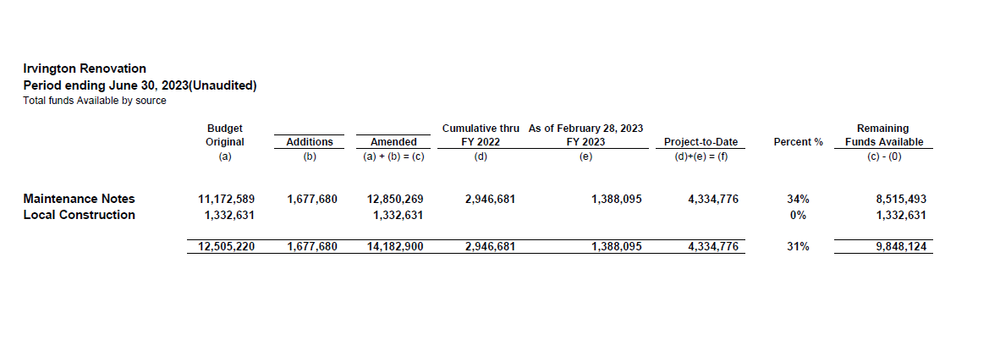 Irvington Renovation
Period ending June 30, 2023(Unaudited)
Total funds Available by source
Budget Cumulative thru As of February 28, 2023 Remaining
Original Additions Amended FY 2022 FY 2023 Project-to-Date Percent % Funds Available
(a) (b) (a) + (b) = (c) (d) (e) (d)+(e) = (f) (c) - (0)
Maintenance Notes 11,172,589 1,677,680 12,850,269 2,946,681 1,388,095 4,334,776 34% 8,515,493
Local Construction 1,332,631 1,332,631 0% 1,332,631
12,505,220 1,677,680 14,182,900 2,946,681 1,388,095 4,334,776 31% 9,848,124